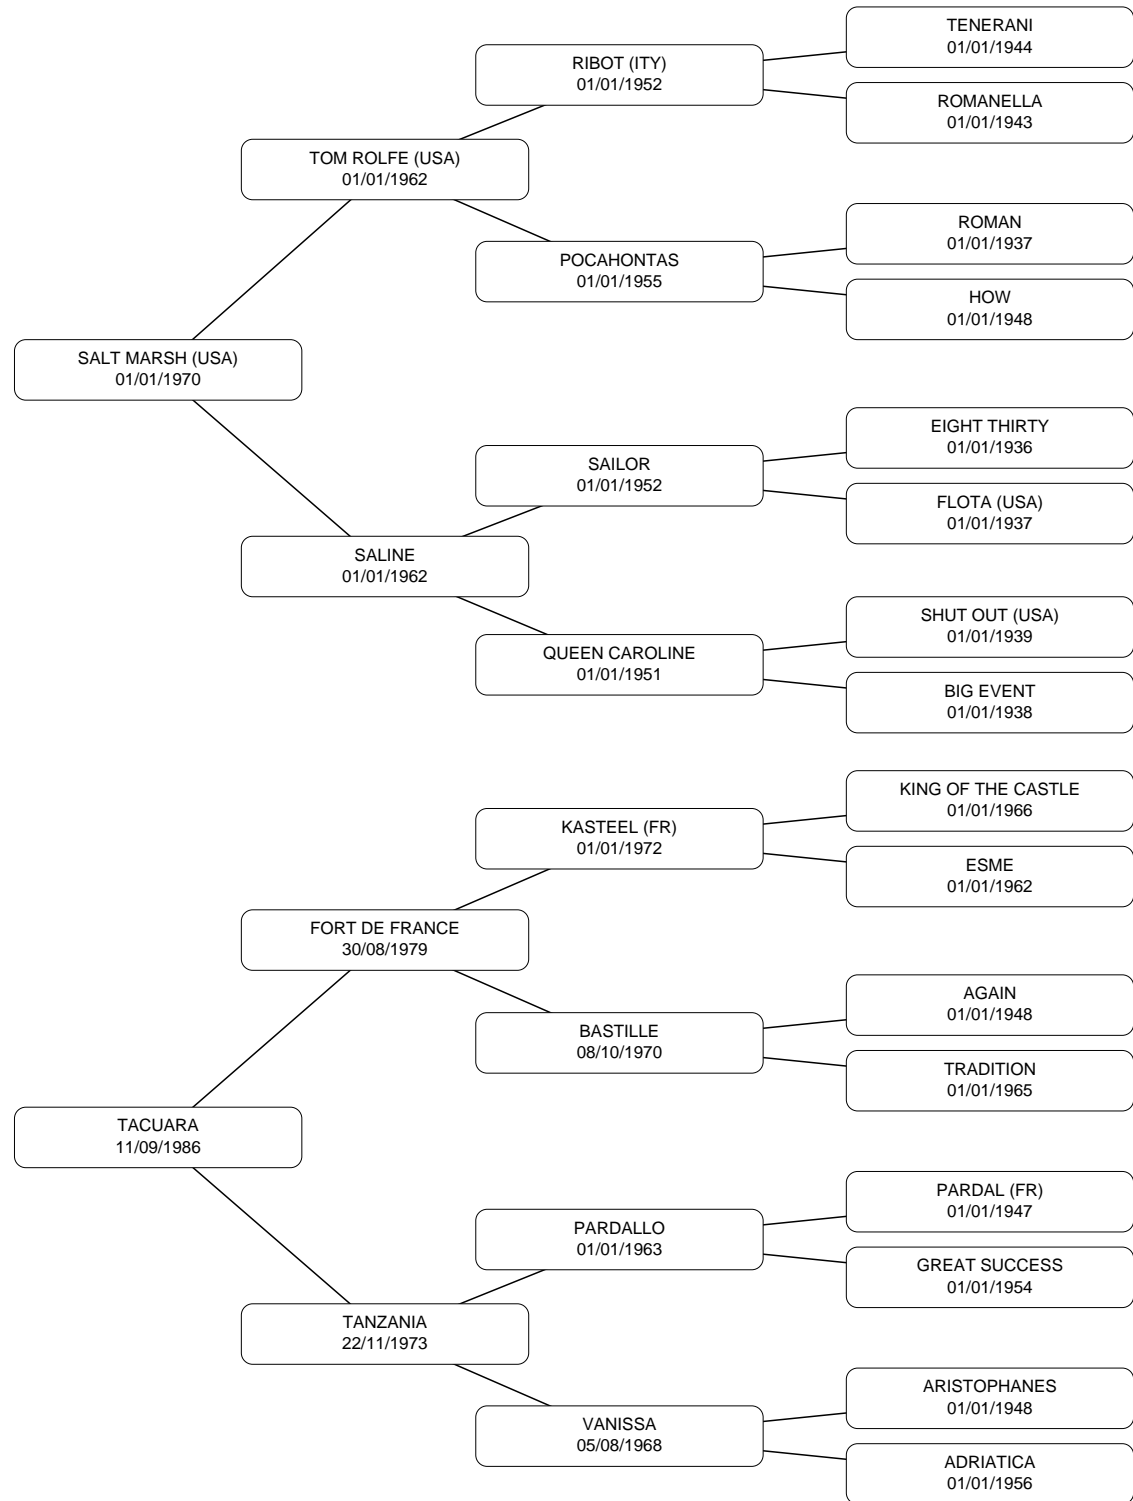 TENERANI
01/01/1944
RIBOT (ITY)
01/01/1952
ROMANELLA
01/01/1943
TOM ROLFE (USA)
01/01/1962
ROMAN
01/01/1937
POCAHONTAS
01/01/1955
HOW
01/01/1948
SALT MARSH (USA)
01/01/1970
EIGHT THIRTY
01/01/1936
SAILOR
01/01/1952
FLOTA (USA)
01/01/1937
SALINE
01/01/1962
SHUT OUT (USA)
01/01/1939
QUEEN CAROLINE
01/01/1951
BIG EVENT
01/01/1938
KING OF THE CASTLE
01/01/1966
KASTEEL (FR)
01/01/1972
ESME
01/01/1962
FORT DE FRANCE
30/08/1979
AGAIN
01/01/1948
BASTILLE
08/10/1970
TRADITION
01/01/1965
TACUARA
11/09/1986
PARDAL (FR)
01/01/1947
PARDALLO
01/01/1963
GREAT SUCCESS
01/01/1954
TANZANIA
22/11/1973
ARISTOPHANES
01/01/1948
VANISSA
05/08/1968
ADRIATICA
01/01/1956